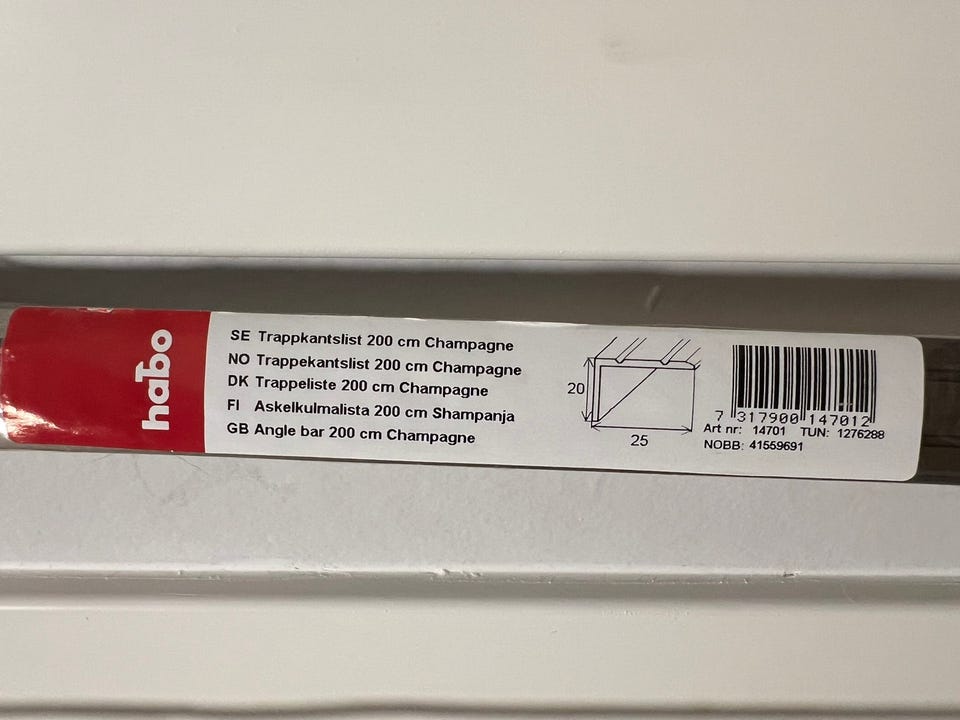 habo
SE Trappkantslist 200 cm Champagne
NO Trappekantslist 200 cm Champagne
DK Trappeliste 200 cm Champagne
FI Askelkulmalista 200 cm Shampanja
GB Angle bar 200 cm Champagne
20
25
7 317900 147012
Art nr: 14701 TUN: 1276288
NOBB: 41559691